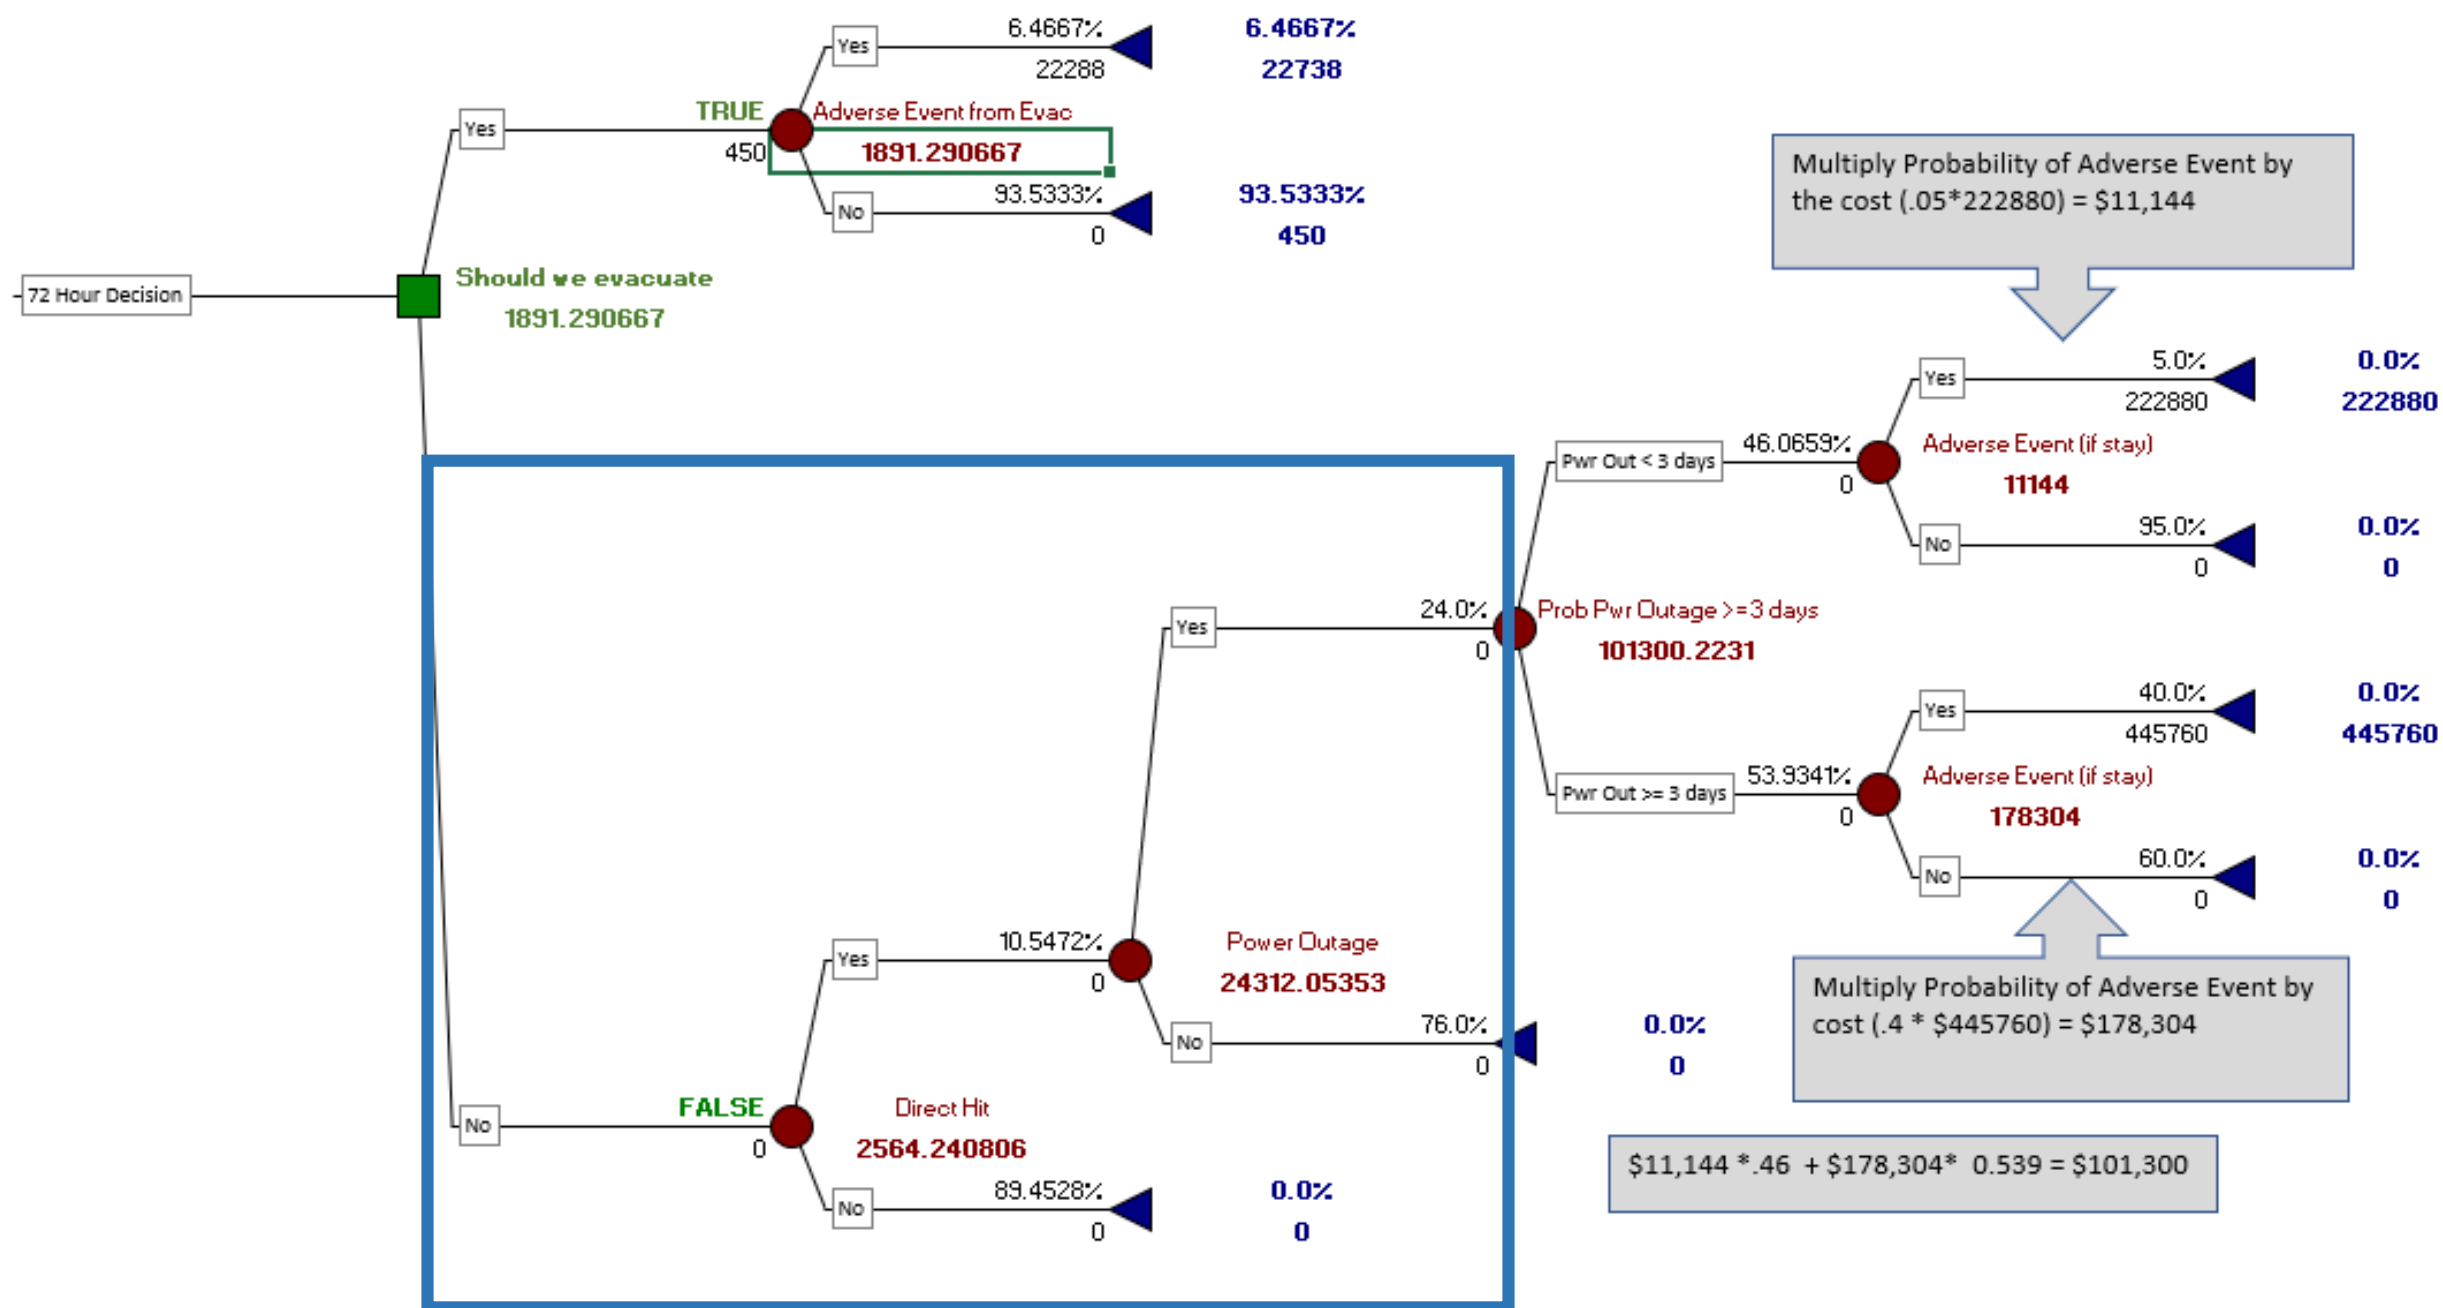 6.4667% 6.4667%
Yes
22288 22738
TRUE Adverse Event from Evac
Yes
450 1891.290667
93.5333% 93.5333%
No
0 450
Multiply Probability of Adverse Event by
the cost (.05*222880) = $11,144
72 Hour Decision
Should we evacuate
1891.290667
5.0% 0.0%
Yes
222880 222880
Pwr Out < 3 days 46.0659% Adverse Event (if stay)
0 11144
95.0% 0.0%
No
0 0
24.0% Prob Pwr Outage >=3 days
Yes
0 101300.2231
40.0% 0.0%
Yes
445760 445760
Pwr Out >= 3 days 53.9341% Adverse Event (if stay)
0 178304
60.0% 0.0%
No
0 0
10.5472% Power Outage
Yes
0 24312.05353
76.0% 0.0%
No
0 0
Multiply Probability of Adverse Event by
cost (.4 * $445760) = $178,304
FALSE Direct Hit
No
0 2564.240806
89.4528% 0.0%
No
0 0
$11,144 *.46 + $178,304* 0.539 = $101,300